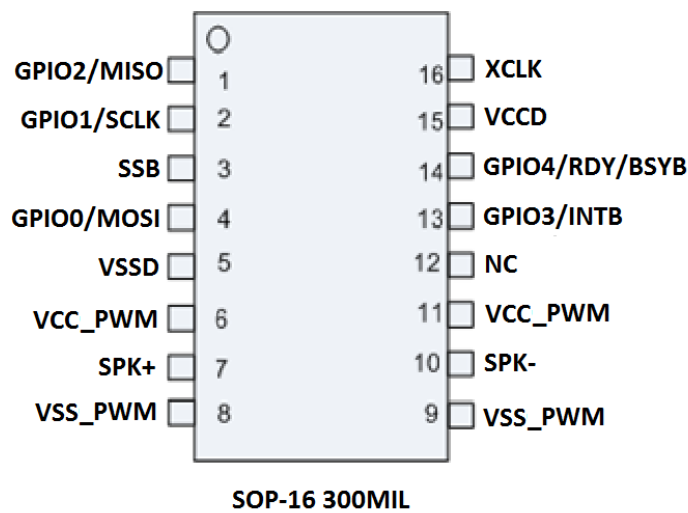 GPIO2/MISO 1 16 XCLK
GPIO1/SCLK 2 15 VCCD
SSB 3 14 GPIO4/RDY/BSYB
GPIO0/MOSI 4 13 GPIO3/INTB
VSSD 5 12 NC
VCC_PWM 6 11 VCC_PWM
SPK+ 7 10 SPK-
VSS_PWM 8 9 VSS_PWM
SOP-16 300MIL